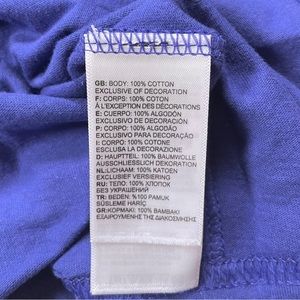 GB: BODY: 100% COTTON
EXCLUSIVE OF DECORATION
F: CORPS: 100% COTON
À L'EXCEPTION DES DÉCORATIONS
E: CUERPO: 100% ALGODÓN
EXCLUSIVO DE DECORACIÓN
P: CORPO: 100% ALGODÃO
EXCLUSIVO PARA DECORAÇÃO
I: CORPO: 100% COTONE
ESCLUSA LA DECORAZIONE
D: HAUPTTEIL: 100% BAUMWOLLE
AUSSCHLIESSLICH DEKORATION
NL: LICHAAM: 100% KATOEN
EXCLUSIEF VERSIERING
RU: ТЕЛО: 100% ХЛОПОК
БЕЗ УКРАШЕНИЙ
TR: BEDEN: %100 PAMUK
SÜSLEME HARİÇ
GR: ΚΟΡΜΑΚΙ: 100% ΒΑΜΒΑΚΙ
ΕΞΑΙΡΟΥΜΕΝΗΣ ΤΗΣ ΔΙΑΚΟΣΜΗΣΗΣ